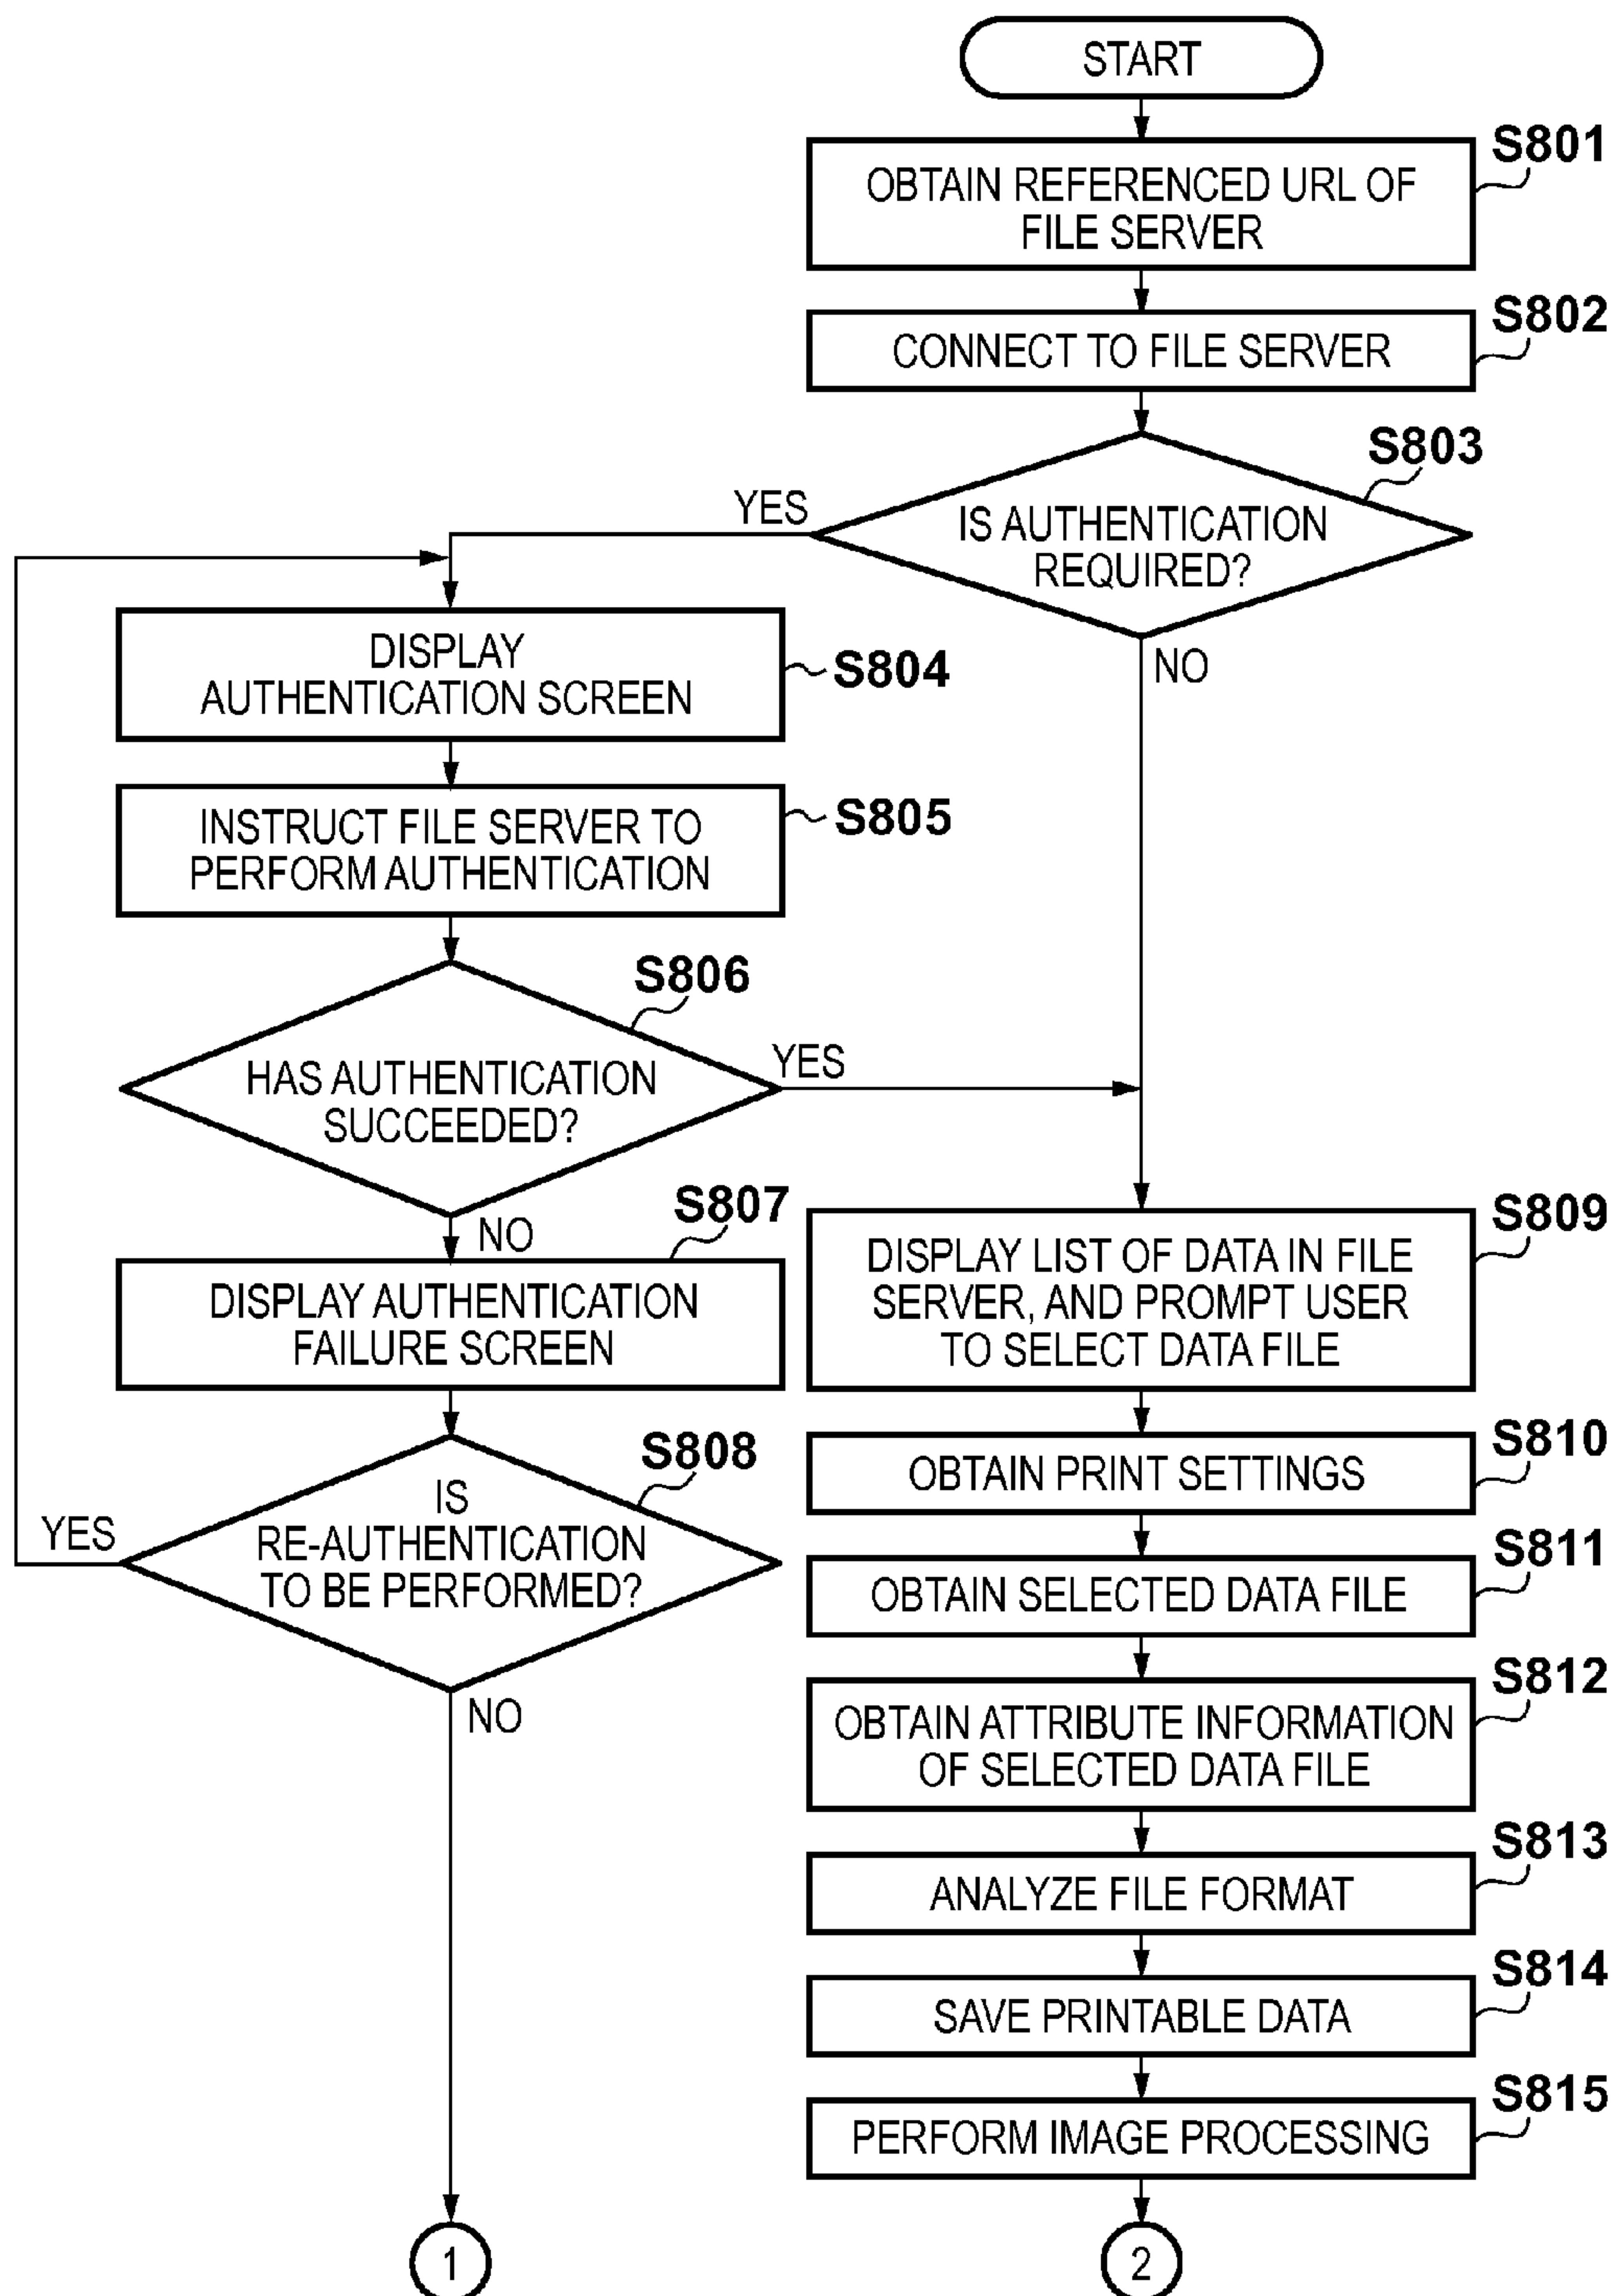 START
S801
OBTAIN REFERENCED URL OF
FILE SERVER
S802
CONNECT TO FILE SERVER
S803
IS AUTHENTICATION
REQUIRED?
YES
NO
DISPLAY
AUTHENTICATION SCREEN
S804
INSTRUCT FILE SERVER TO
PERFORM AUTHENTICATION
S805
S806
HAS AUTHENTICATION
SUCCEEDED?
YES
NO
S807
DISPLAY AUTHENTICATION
FAILURE SCREEN
S808
IS
RE-AUTHENTICATION
TO BE PERFORMED?
YES
NO
1
S809
DISPLAY LIST OF DATA IN FILE
SERVER, AND PROMPT USER
TO SELECT DATA FILE
S810
OBTAIN PRINT SETTINGS
S811
OBTAIN SELECTED DATA FILE
S812
OBTAIN ATTRIBUTE INFORMATION
OF SELECTED DATA FILE
S813
ANALYZE FILE FORMAT
S814
SAVE PRINTABLE DATA
S815
PERFORM IMAGE PROCESSING
2